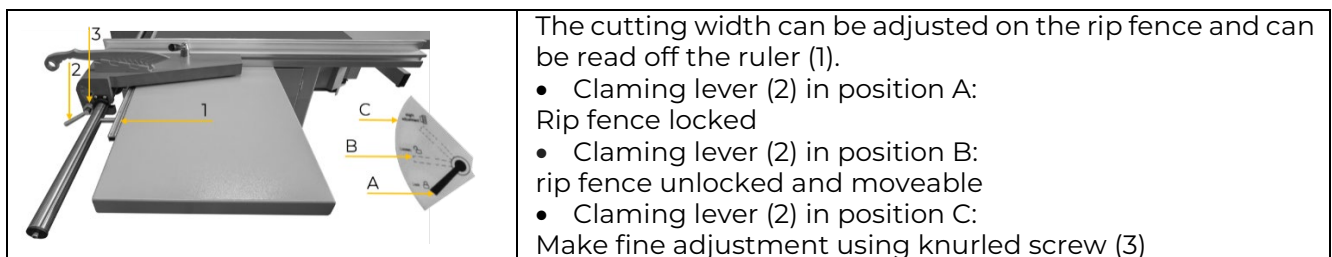 3
2
1
C
B
A
The cutting width can be adjusted on the rip fence and can
be read off the ruler (1).
• Claming lever (2) in position A:
Rip fence locked
• Claming lever (2) in position B:
rip fence unlocked and moveable
• Claming lever (2) in position C:
Make fine adjustment using knurled screw (3)